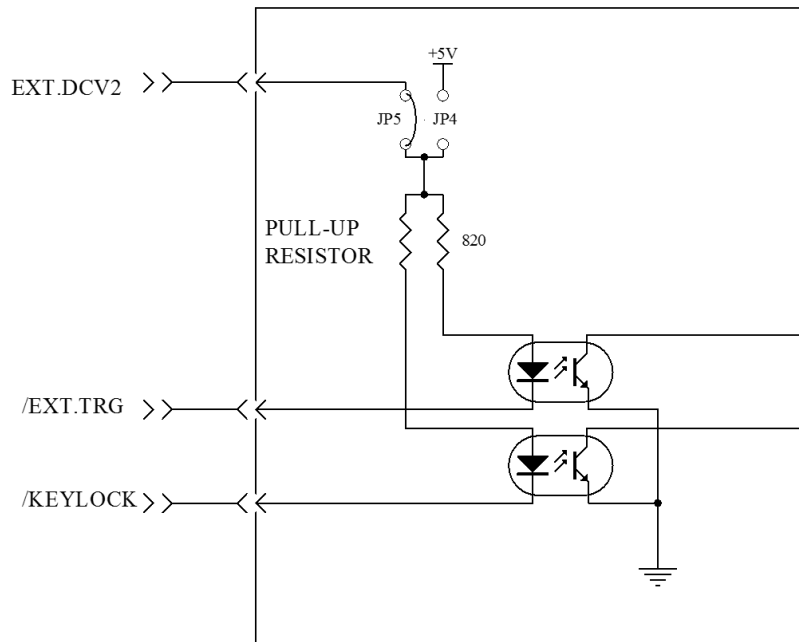 +5V
EXT.DCV2
JP5
JP4
PULL-UP
RESISTOR
820
/EXT.TRG
/KEYLOCK